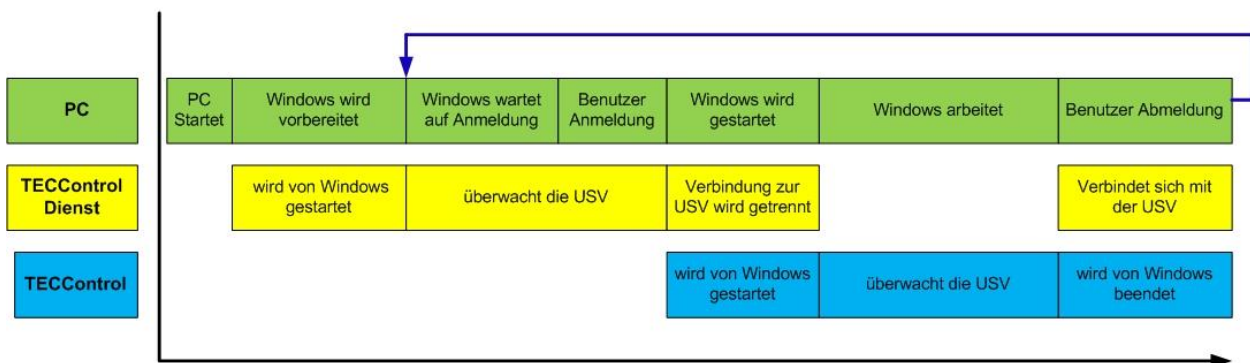 PC
PC
Startet
Windows wird
vorbereitet
Windows wartet
auf Anmeldung
Benutzer
Anmeldung
Windows wird
gestartet
Windows arbeitet
Benutzer Abmeldung
TECControl
Dienst
wird von Windows
gestartet
überwacht die USV
Verbindung zur
USV wird getrennt
Verbindet sich mit
der USV
TECControl
wird von Windows
gestartet
überwacht die USV
wird von Windows
beendet